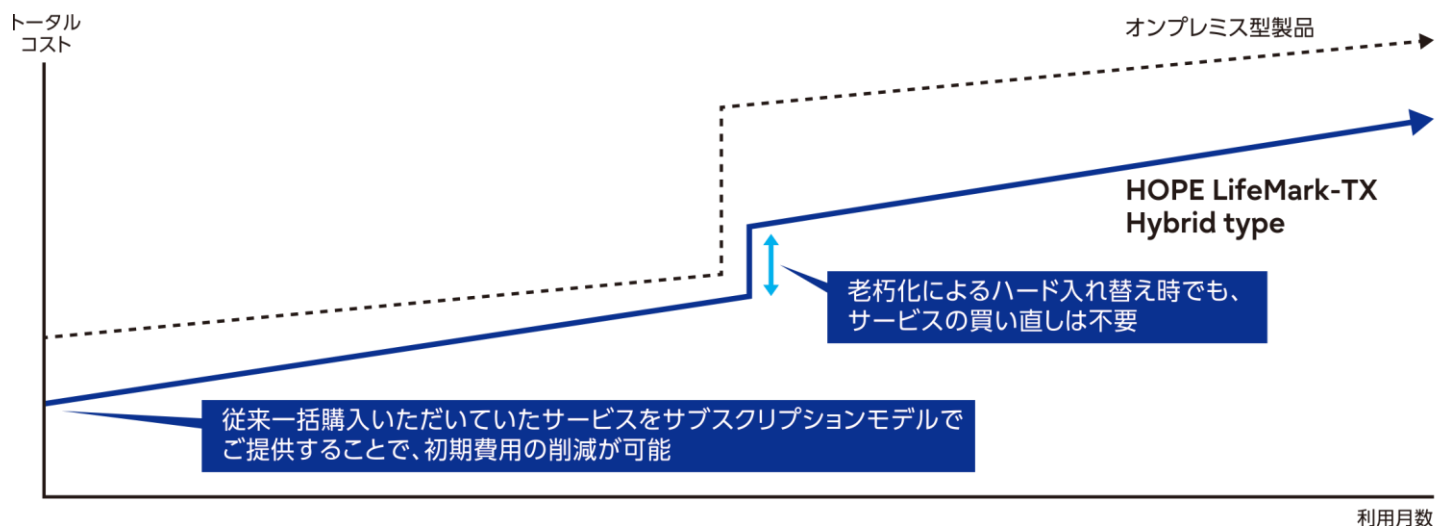 トータル
コスト
オンプレミス型製品
HOPE LifeMark-TX
Hybrid type
老朽化によるハード入れ替え時でも、
サービスの買い直しは不要
従来一括購入いただいていたサービスをサブスクリプションモデルで
ご提供することで、初期費用の削減が可能
利用月数